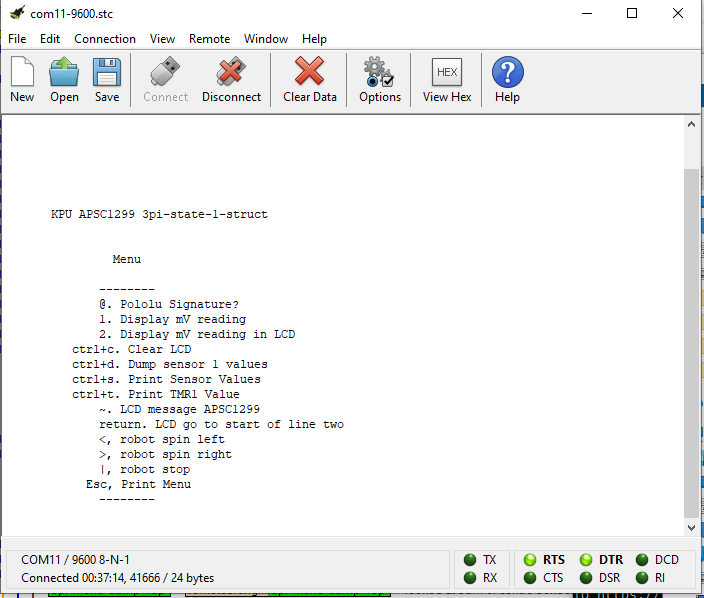 com11-9600.stc
File Edit Connection View Remote Window Help
New Open Save Connect Disconnect Clear Data Options HEX View Hex ? Help
KPU APSC1299 3pi-state-1-struct
Menu
--------
@. Pololu Signature?
1. Display mV reading
2. Display mV reading in LCD
ctrl+c. Clear LCD
ctrl+d. Dump sensor 1 values
ctrl+s. Print Sensor Values
ctrl+t. Print TMR1 Value
~. LCD message APSC1299
return. LCD go to start of line two
<, robot spin left
>, robot spin right
|, robot stop
Esc, Print Menu
--------
COM11 / 9600 8-N-1 TX RTS DTR DCD
Connected 00:37:14, 41666 / 24 bytes RX CTS DSR RI